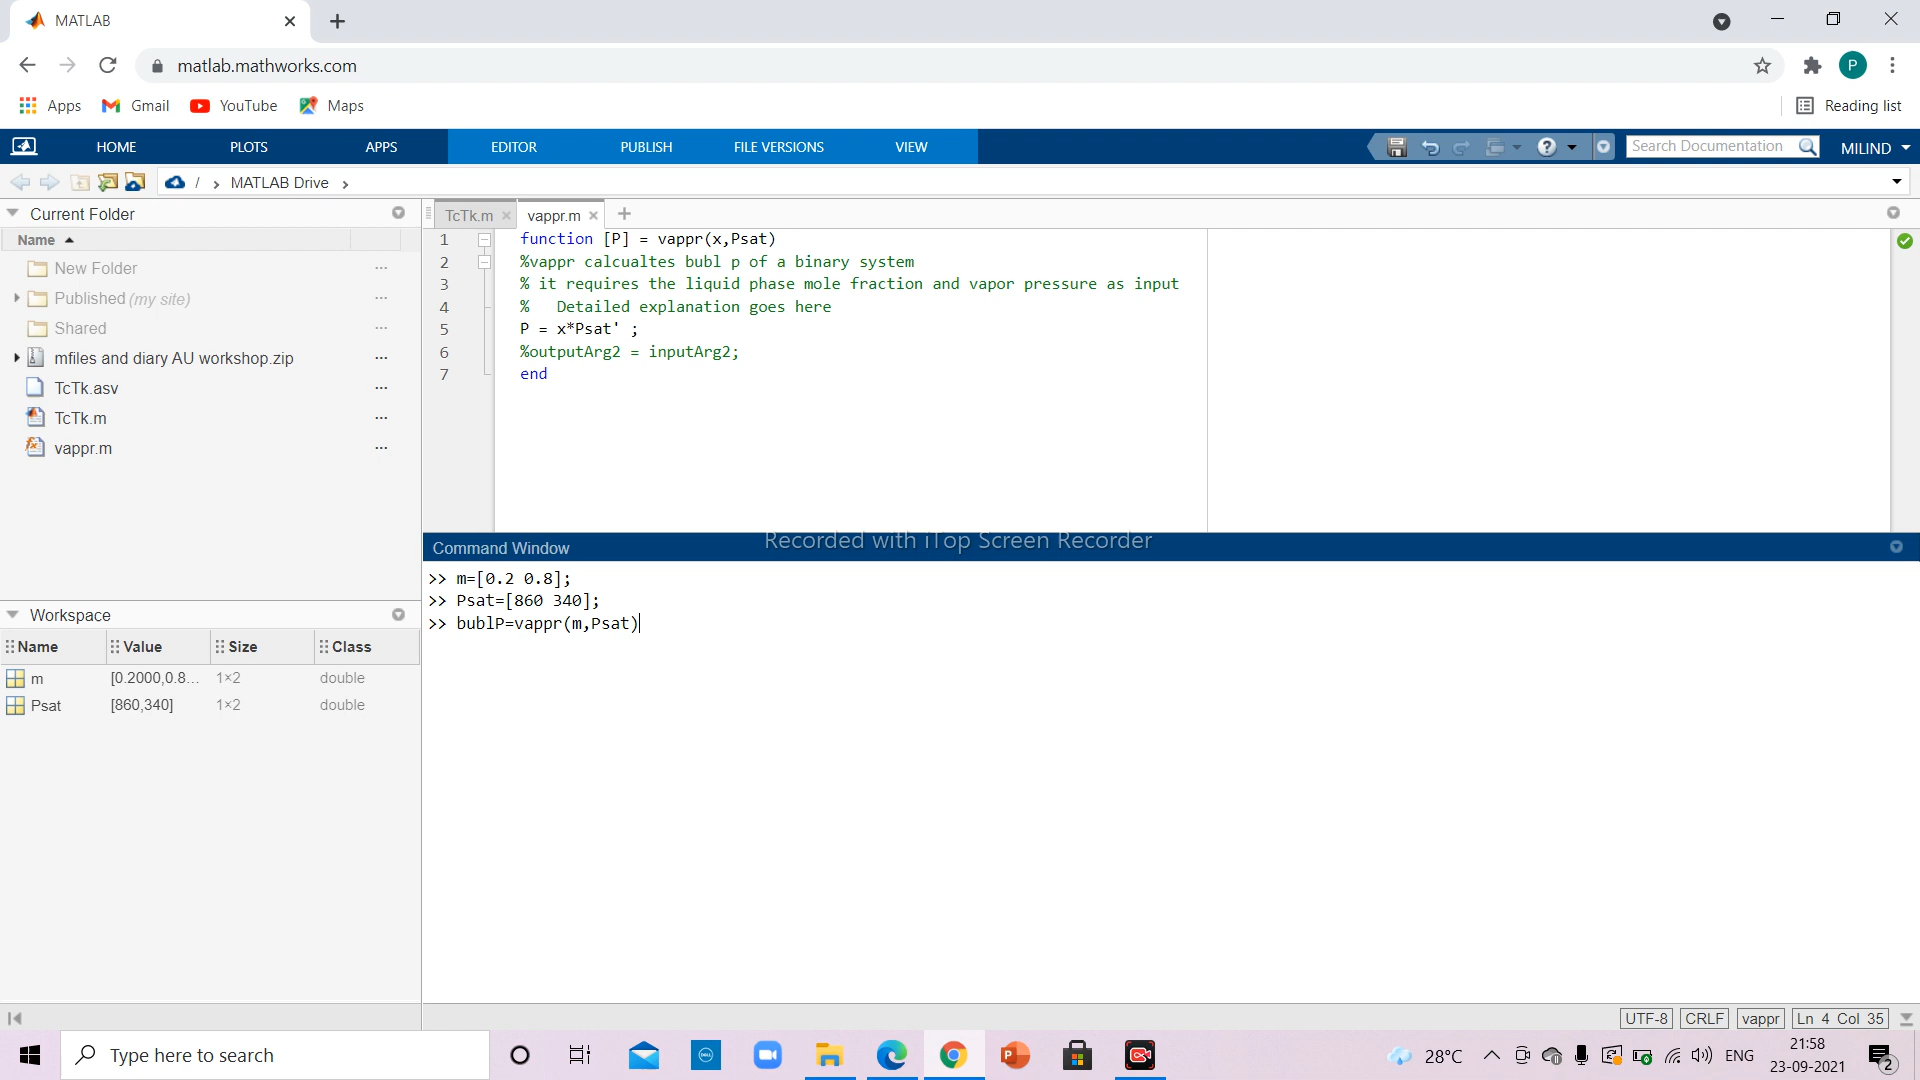 MATLAB
matlab.mathworks.com
P
Apps Gmail YouTube Maps Reading list
HOME PLOTS APPS EDITOR PUBLISH FILE VERSIONS VIEW Search Documentation MILIND
/ › MATLAB Drive ›
Current Folder
Name
New Folder
Published (my site)
Shared
mfiles and diary AU workshop.zip
TcTk.asv
TcTk.m
vappr.m
TcTk.m vappr.m
1 function [P] = vappr(x,Psat)
2 %vappr calcualtes bubl p of a binary system
3 % it requires the liquid phase mole fraction and vapor pressure as input
4 % Detailed explanation goes here
5 P = x*Psat' ;
6 %outputArg2 = inputArg2;
7 end
Recorded with iTop Screen Recorder
Command Window
>> m=[0.2 0.8];
>> Psat=[860 340];
>> bublP=vappr(m,Psat)
Workspace
Name Value Size Class
m [0.2000,0.8... 1×2 double
Psat [860,340] 1×2 double
UTF-8 CRLF vappr Ln 4 Col 35
Type here to search
DELL
28°C
ENG
21:58
23-09-2021
2